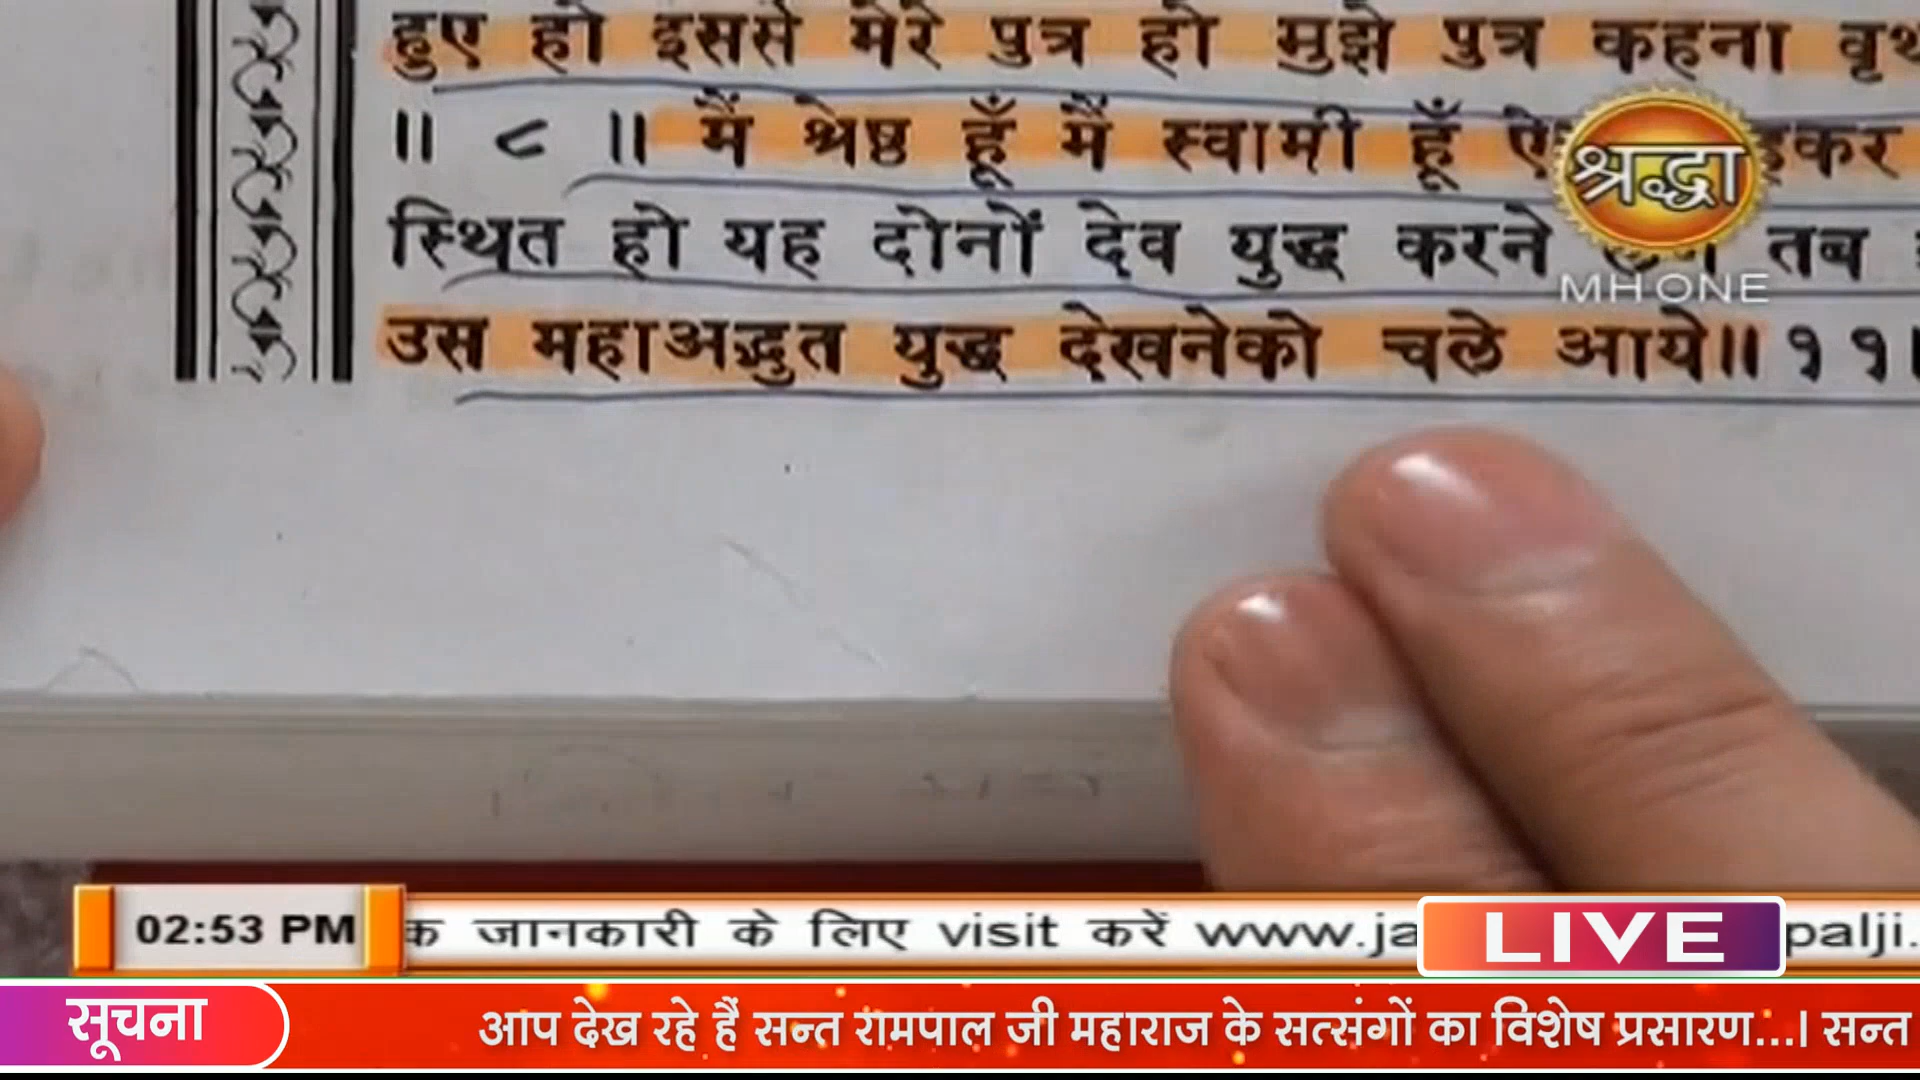 हुए हो इससे मेरे पुत्र हो मुझे पुत्र कहना
॥ ८ ॥ मैं श्रेष्ठ हूँ मैं स्वामी हूँ
स्थित हो यह दोनों देव युद्ध करने तब
उस महाअद्भुत युद्ध देखनेको चले आये॥ ११
श्रद्धा
MH ONE
02:53 PM
जानकारी के लिए visit करें www.ja
LIVE
palji.
सूचना
आप देख रहे हैं सन्त रामपाल जी महाराज के सत्संगों का विशेष प्रसारण...। सन्त